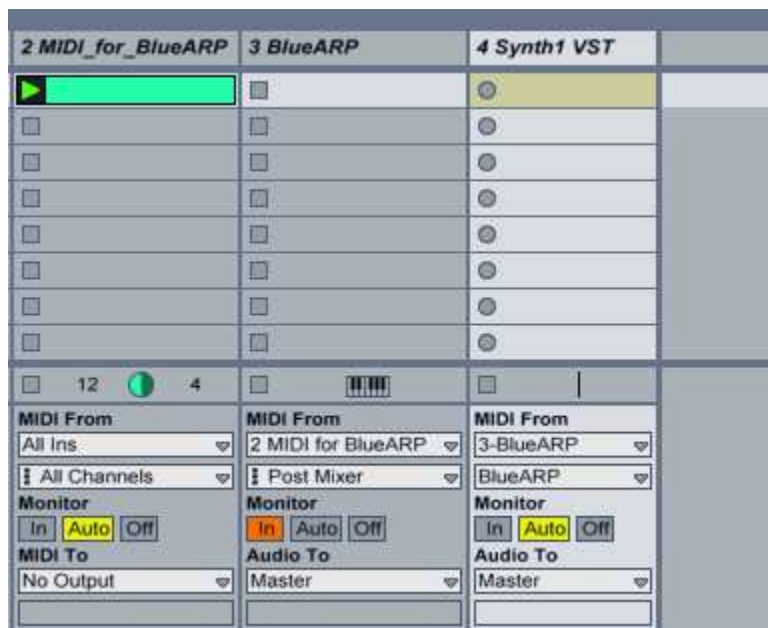 2 MIDI_for_BlueARP
3 BlueARP
4 Synth1 VST
12
4
MIDI From
All Ins
All Channels
Monitor
In Auto Off
MIDI To
No Output
MIDI From
2 MIDI for BlueARP
Post Mixer
Monitor
In Auto Off
Audio To
Master
MIDI From
3-BlueARP
BlueARP
Monitor
In Auto Off
Audio To
Master